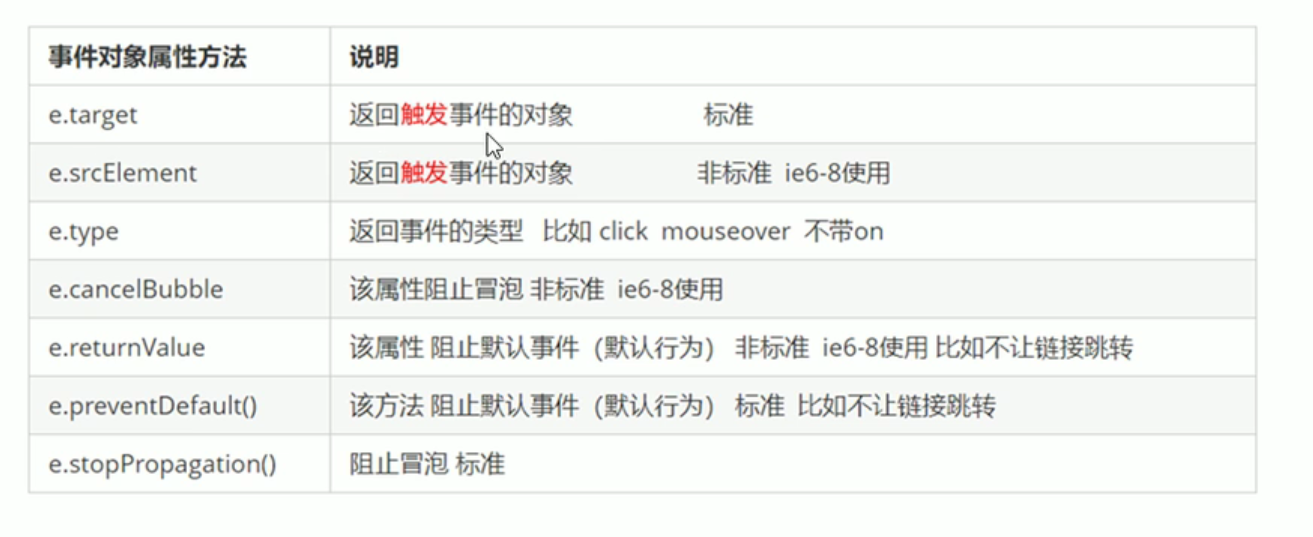 事件对象属性方法 说明
e.target 返回触发事件的对象 标准
e.srcElement 返回触发事件的对象 非标准 ie6-8使用
e.type 返回事件的类型 比如 click mouseover 不带on
e.cancelBubble 该属性阻止冒泡 非标准 ie6-8使用
e.returnValue 该属性 阻止默认事件（默认行为） 非标准 ie6-8使用 比如不让链接跳转
e.preventDefault() 该方法 阻止默认事件（默认行为） 标准 比如不让链接跳转
e.stopPropagation() 阻止冒泡 标准